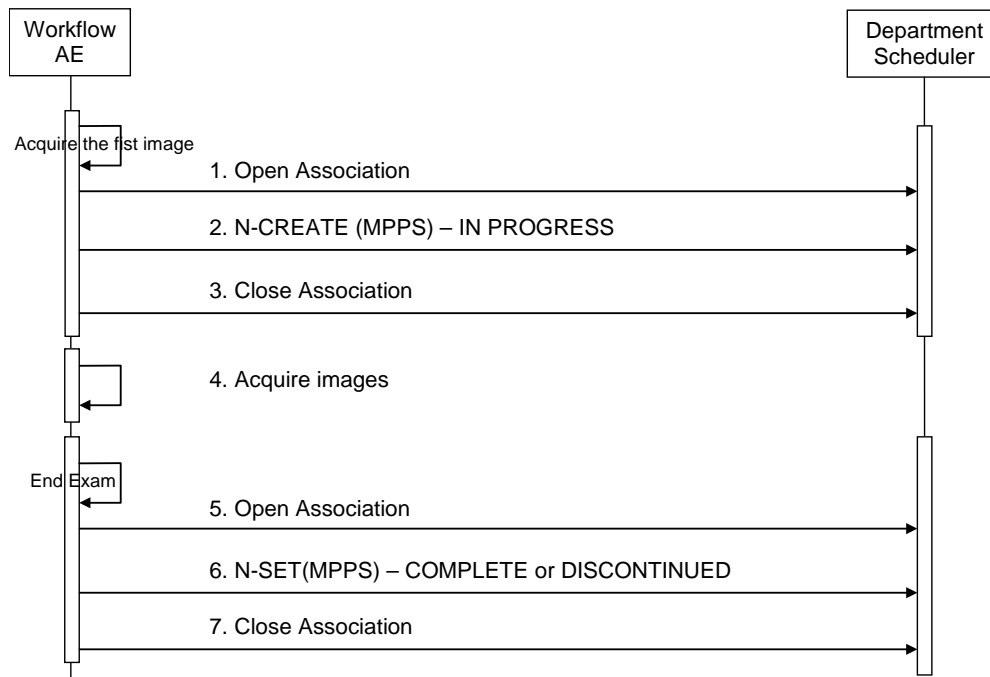 Workflow
AE
Department
Scheduler
Acquire the fist image
1. Open Association
2. N-CREATE (MPPS) – IN PROGRESS
3. Close Association
4. Acquire images
End Exam
5. Open Association
6. N-SET(MPPS) – COMPLETE or DISCONTINUED
7. Close Association